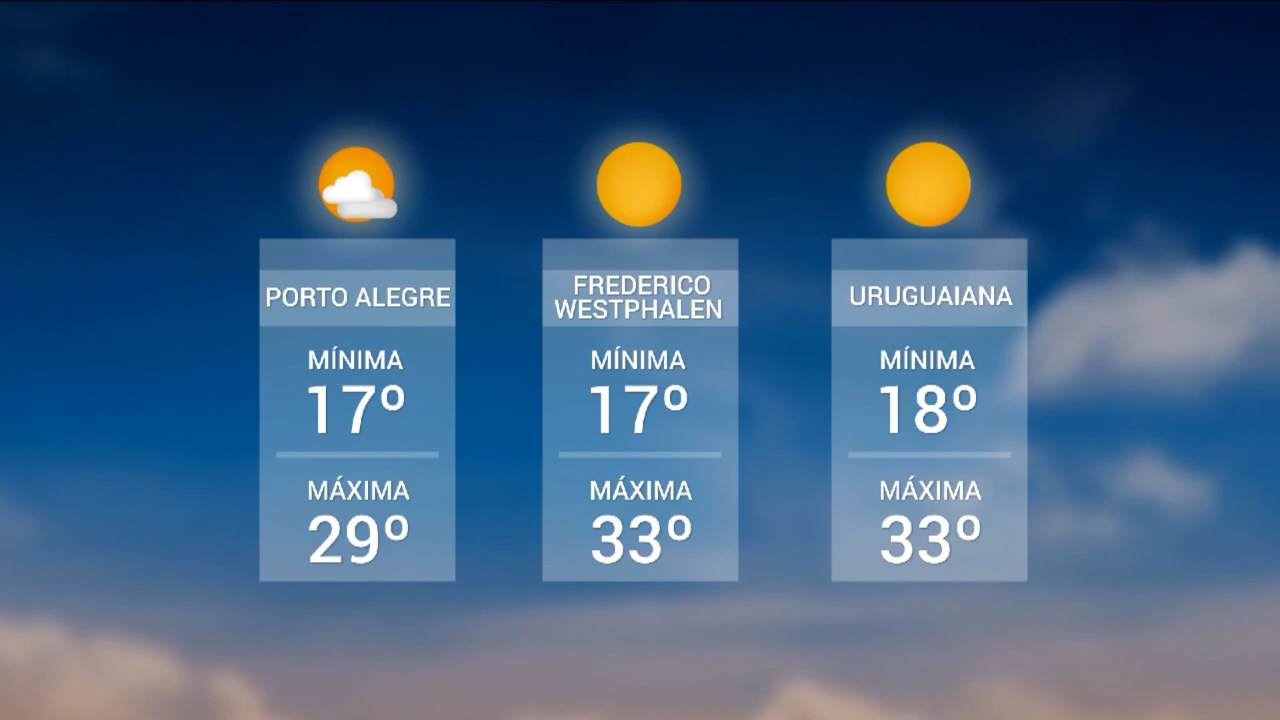 PORTO ALEGRE
MÍNIMA
17º
MÁXIMA
29º
FREDERICO
WESTPHALEN
MÍNIMA
17º
MÁXIMA
33º
URUGUAIANA
MÍNIMA
18º
MÁXIMA
33º